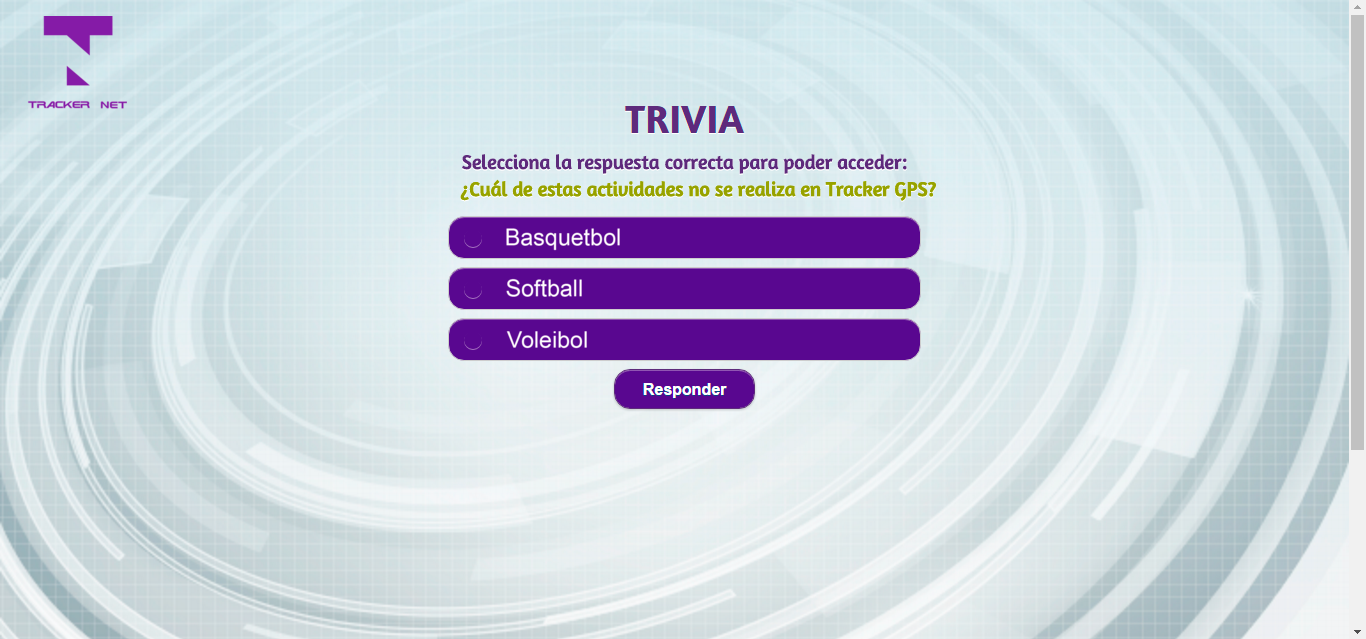 TRACKER NET
TRIVIA
Selecciona la respuesta correcta para poder acceder:
¿Cuál de estas actividades no se realiza en Tracker GPS?
Basquetbol
Softball
Voleibol
Responder